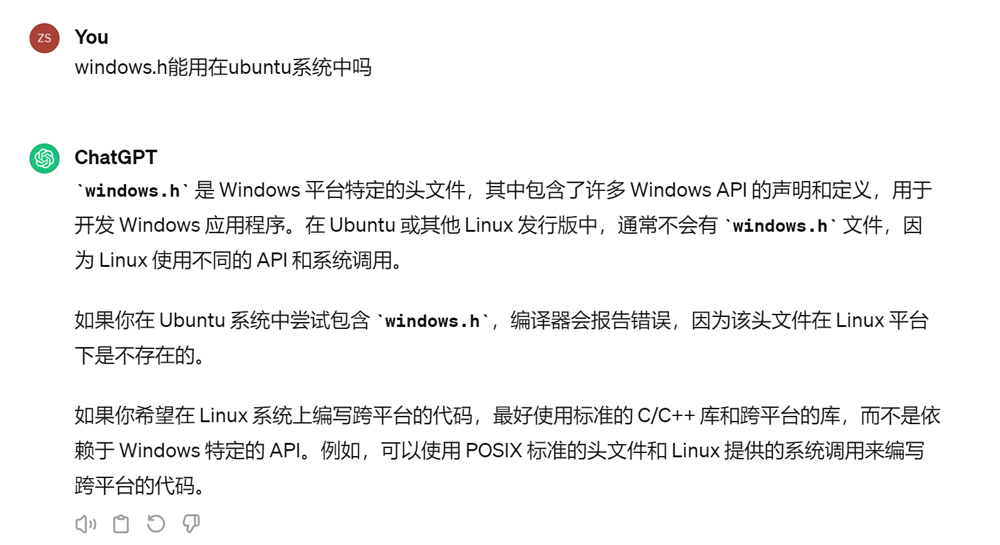 ZS
You
windows.h能用在ubuntu系统中吗
ChatGPT
`windows.h` 是 Windows 平台特定的头文件，其中包含了许多 Windows API 的声明和定义，用于
开发 Windows 应用程序。在 Ubuntu 或其他 Linux 发行版中，通常不会有 `windows.h` 文件，因
为 Linux 使用不同的 API 和系统调用。
如果你在 Ubuntu 系统中尝试包含 `windows.h`，编译器会报告错误，因为该头文件在 Linux 平台
下是不存在的。
如果你希望在 Linux 系统上编写跨平台的代码，最好使用标准的 C/C++ 库和跨平台的库，而不是依
赖于 Windows 特定的 API。例如，可以使用 POSIX 标准的头文件和 Linux 提供的系统调用来编写
跨平台的代码。